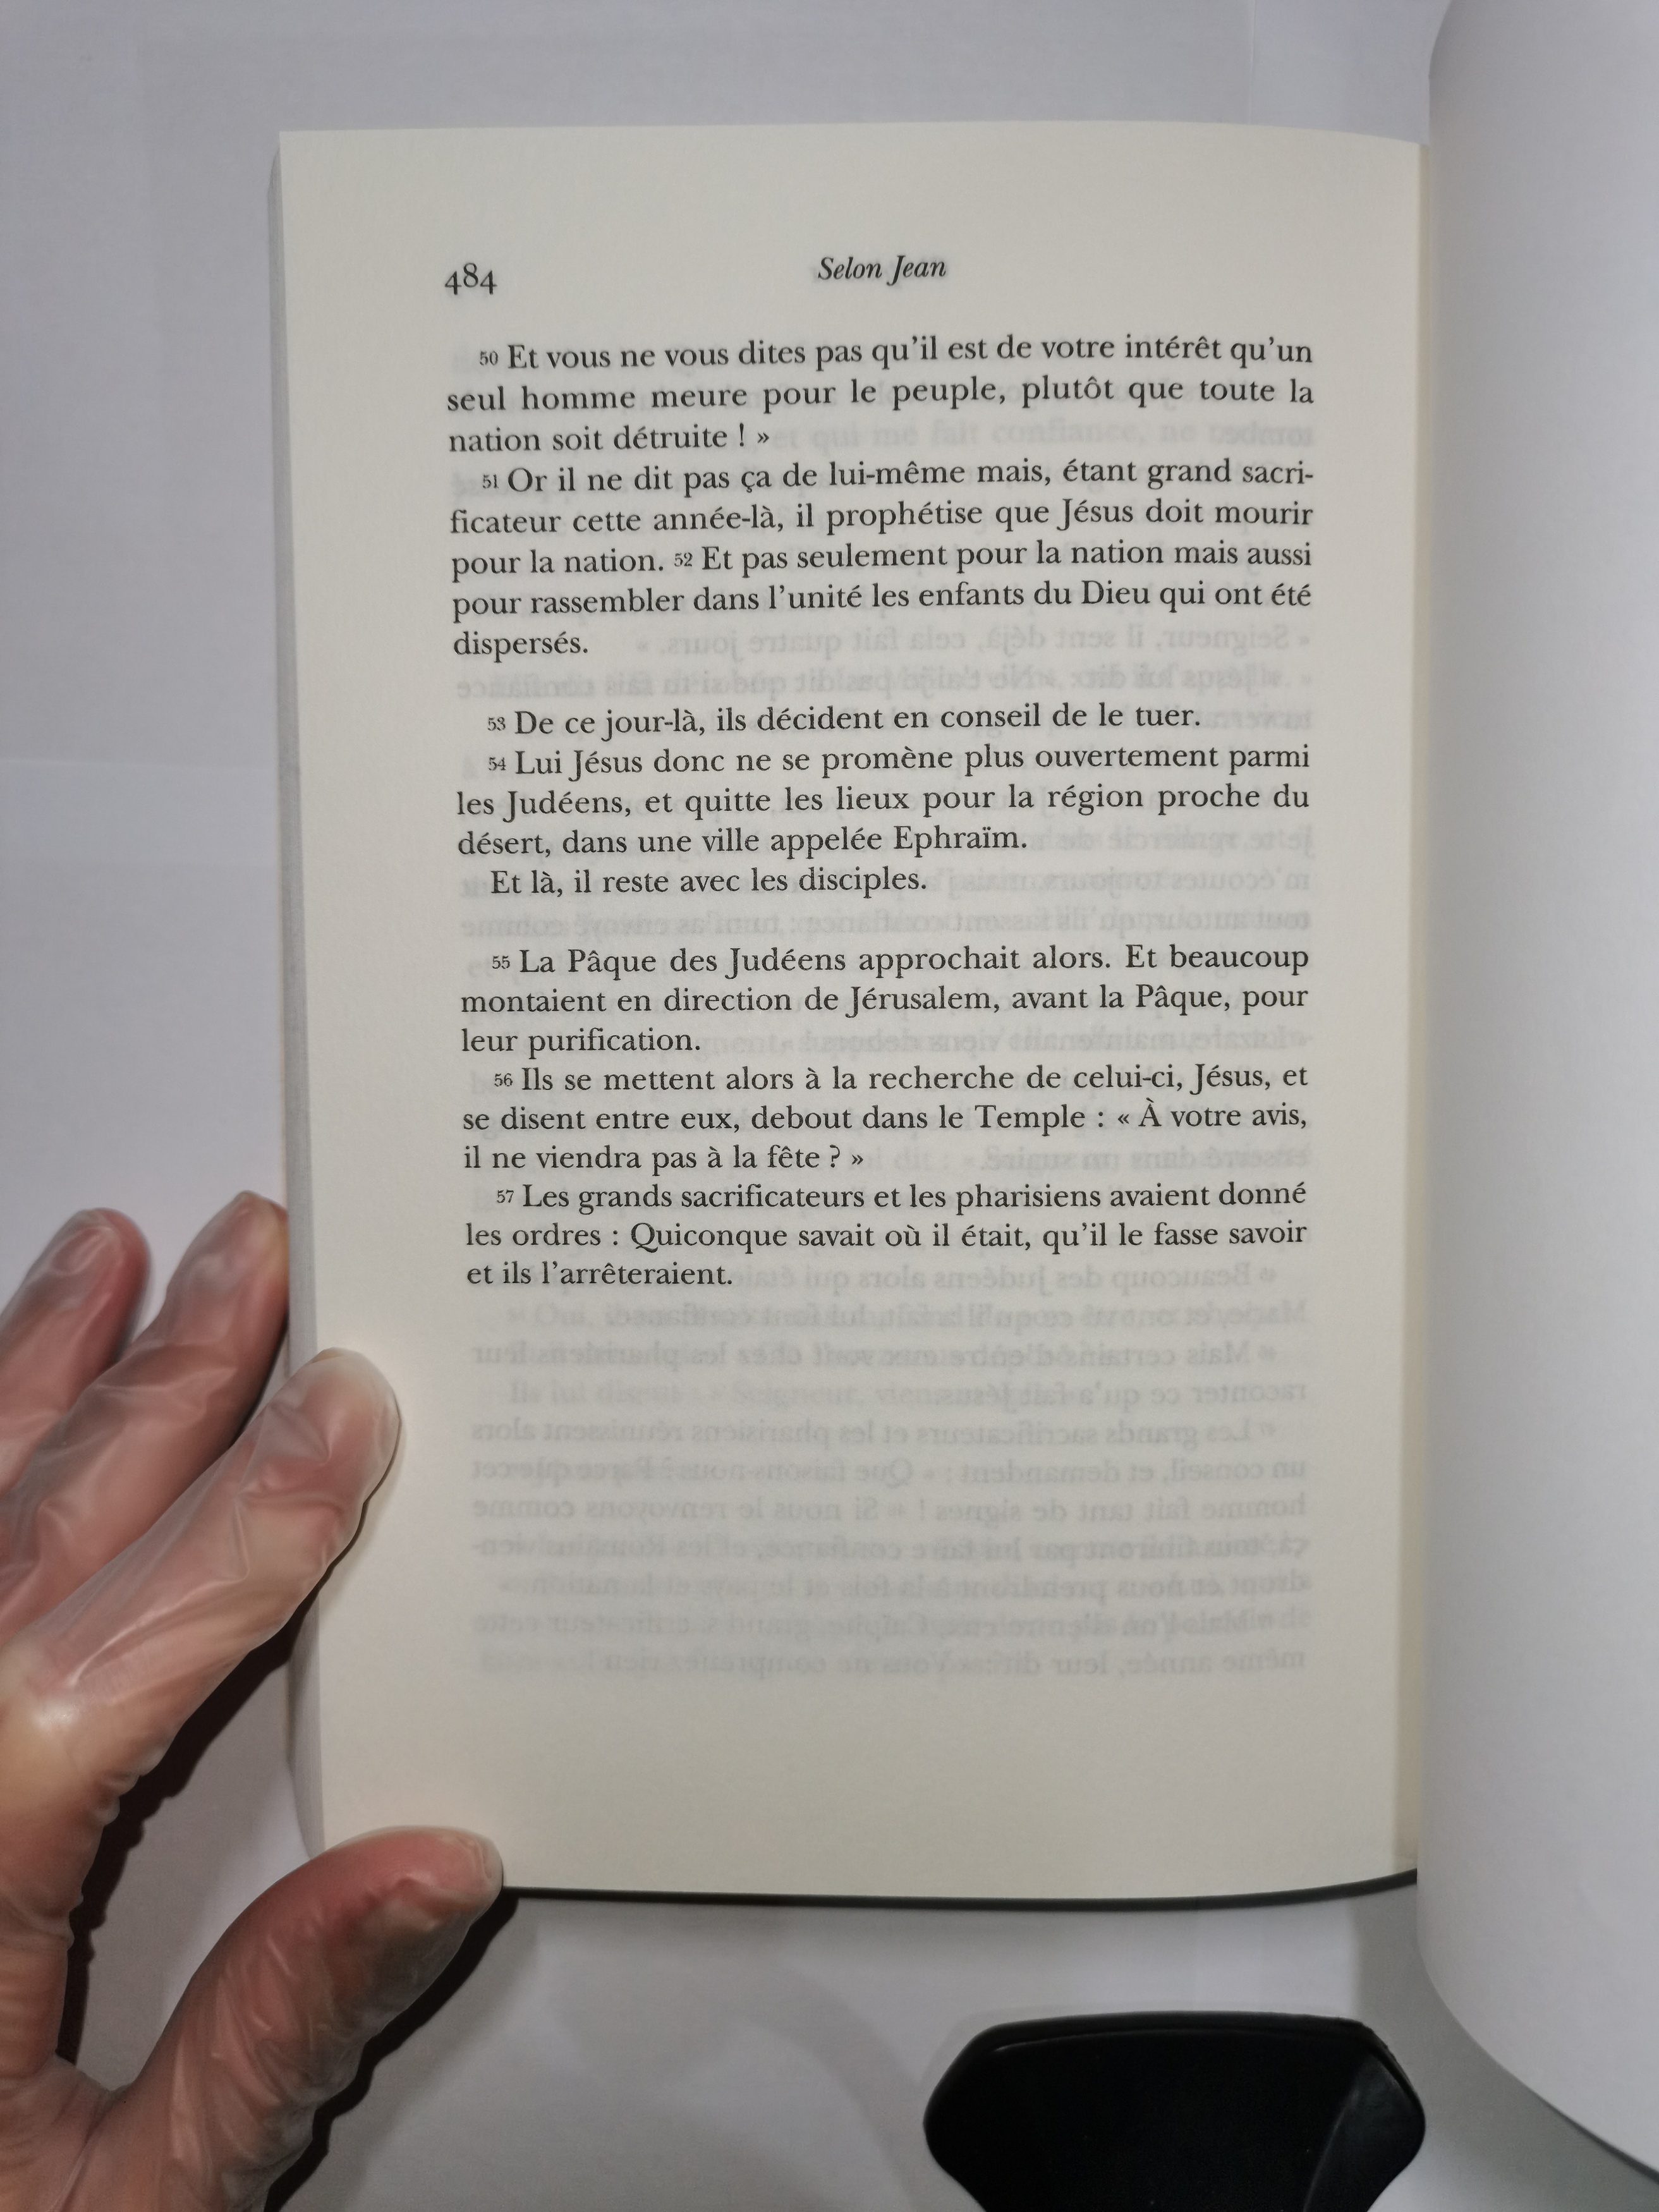 484
Selon Jean
50 Et vous ne vous dites pas qu’il est de votre intérêt qu’un
seul homme meure pour le peuple, plutôt que toute la
nation soit détruite ! »
51 Or il ne dit pas ça de lui-même mais, étant grand sacri-
ficateur cette année-là, il prophétise que Jésus doit mourir
pour la nation. 52 Et pas seulement pour la nation mais aussi
pour rassembler dans l’unité les enfants du Dieu qui ont été
dispersés.
53 De ce jour-là, ils décident en conseil de le tuer.
54 Lui Jésus donc ne se promène plus ouvertement parmi
les Judéens, et quitte les lieux pour la région proche du
désert, dans une ville appelée Ephraïm.
Et là, il reste avec les disciples.
55 La Pâque des Judéens approchait alors. Et beaucoup
montaient en direction de Jérusalem, avant la Pâque, pour
leur purification.
56 Ils se mettent alors à la recherche de celui-ci, Jésus, et
se disent entre eux, debout dans le Temple : « À votre avis,
il ne viendra pas à la fête ? »
57 Les grands sacrificateurs et les pharisiens avaient donné
les ordres : Quiconque savait où il était, qu’il le fasse savoir
et ils l’arrêteraient.